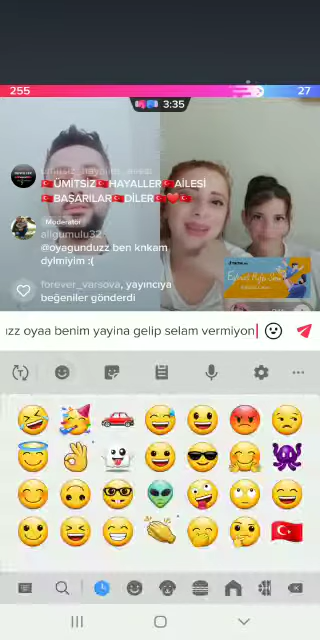 255
27
3:35
🇹🇷ÜMİTSİZ🇹🇷HAYALLER🇹🇷AİLESİ
🇹🇷BAŞARILAR🇹🇷DİLER🇹🇷❤️🇹🇷
Moderatör
aligumulu32
@oyagunduzz ben knkam
dylmiyim :(
forever_varsova, yayıncıya
beğeniler gönderdi
ızz oyaa benim yayina gelip selam vermiyon